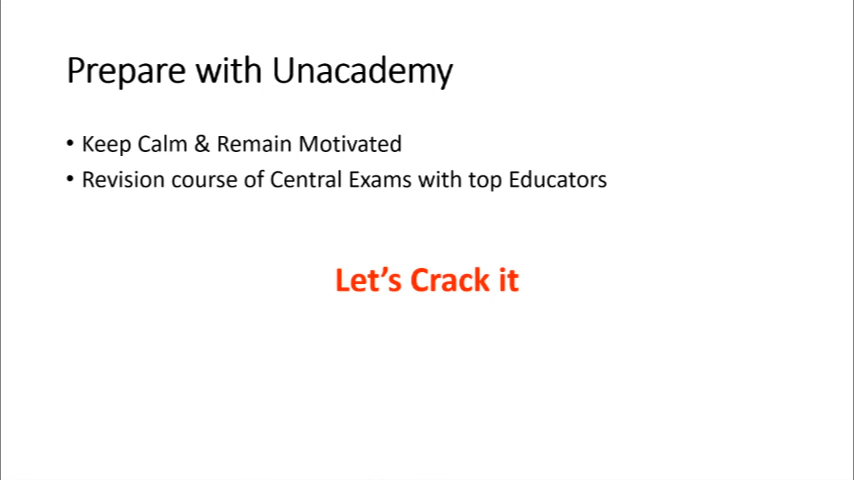 Prepare with Unacademy
• Keep Calm & Remain Motivated
• Revision course of Central Exams with top Educators
Let’s Crack it